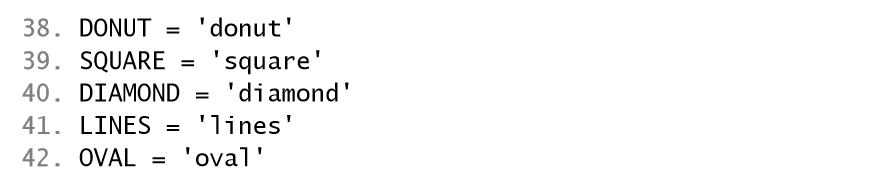 38. DONUT = 'donut'
39. SQUARE = 'square'
40. DIAMOND = 'diamond'
41. LINES = 'lines'
42. OVAL = 'oval'